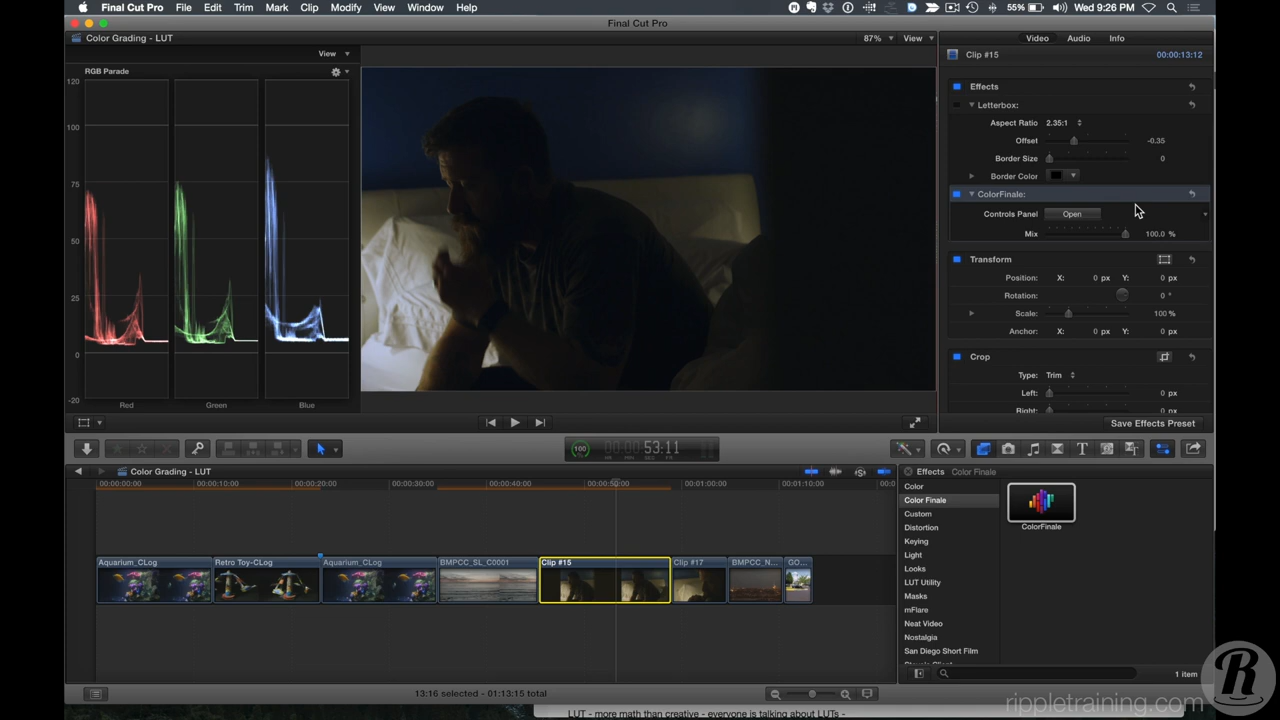 Final Cut Pro File Edit Trim Mark Clip Modify View Window Help 55% Wed 9:26 PM
Final Cut Pro
Color Grading - LUT 87% View Video Audio Info
View
Clip #15 00:00:13:12
RGB Parade
120
100
75
50
25
0
-20
Red Green Blue
Effects
Letterbox:
Aspect Ratio 2.35:1
Offset -0.35
Border Size 0
Border Color
ColorFinale:
Controls Panel Open
Mix 100.0 %
Transform
Position: X: 0 px Y: 0 px
Rotation: 0 °
Scale: 100 %
Anchor: X: 0 px Y: 0 px
Crop
Type: Trim
Left: 0 px
Right: 0 px
Save Effects Preset
100 53:11
Color Grading - LUT
00:00:00:00 00:00:10:00 00:00:20:00 00:00:30:00 00:00:40:00 00:00:50:00 00:01:00:00 00:01:10:00
Aquarium_CLog Retro Toy-CLog Aquarium_CLog BMPCC_SL_C0001 Clip #15 Clip #17 BMPCC_N... GO...
Effects Color Finale
Color
Color Finale
Custom
Distortion
Keying
Light
Looks
LUT Utility
Masks
mFlare
Neat Video
Nostalgia
San Diego Short Film
ColorFinale
1 item
13:16 selected - 01:13:15 total
rippletraining.com
R
LUT - more math than creative - everyone is talking about LUTs -